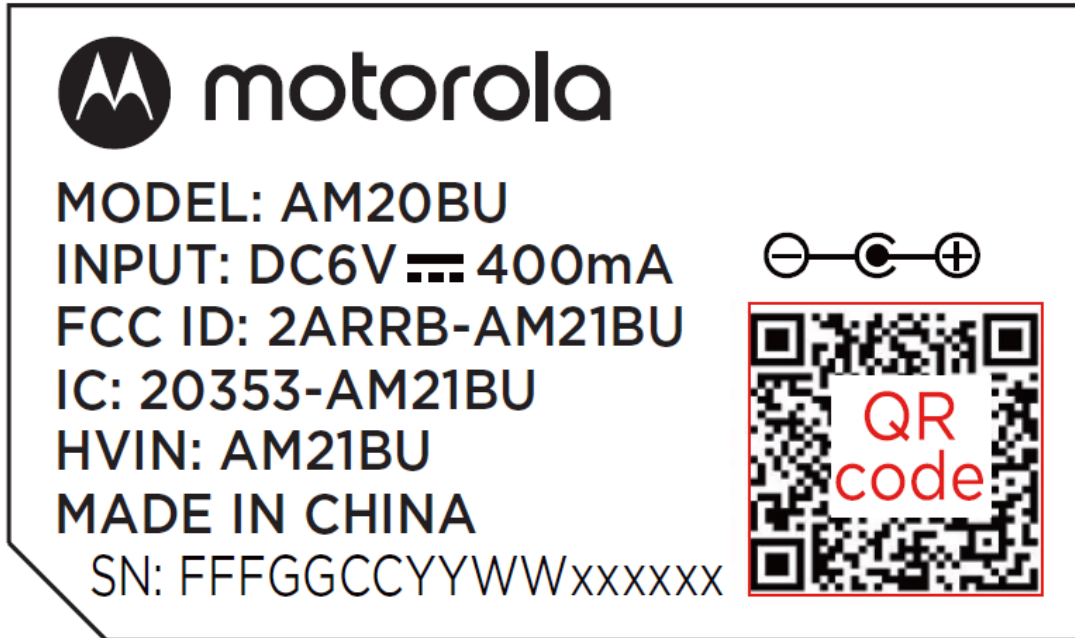 motorola
MODEL: AM20BU
INPUT: DC6V ⎓ 400mA
FCC ID: 2ARRB-AM21BU
IC: 20353-AM21BU
HVIN: AM21BU
MADE IN CHINA
SN: FFFGGCCYYWWxxxxxx
QR
code